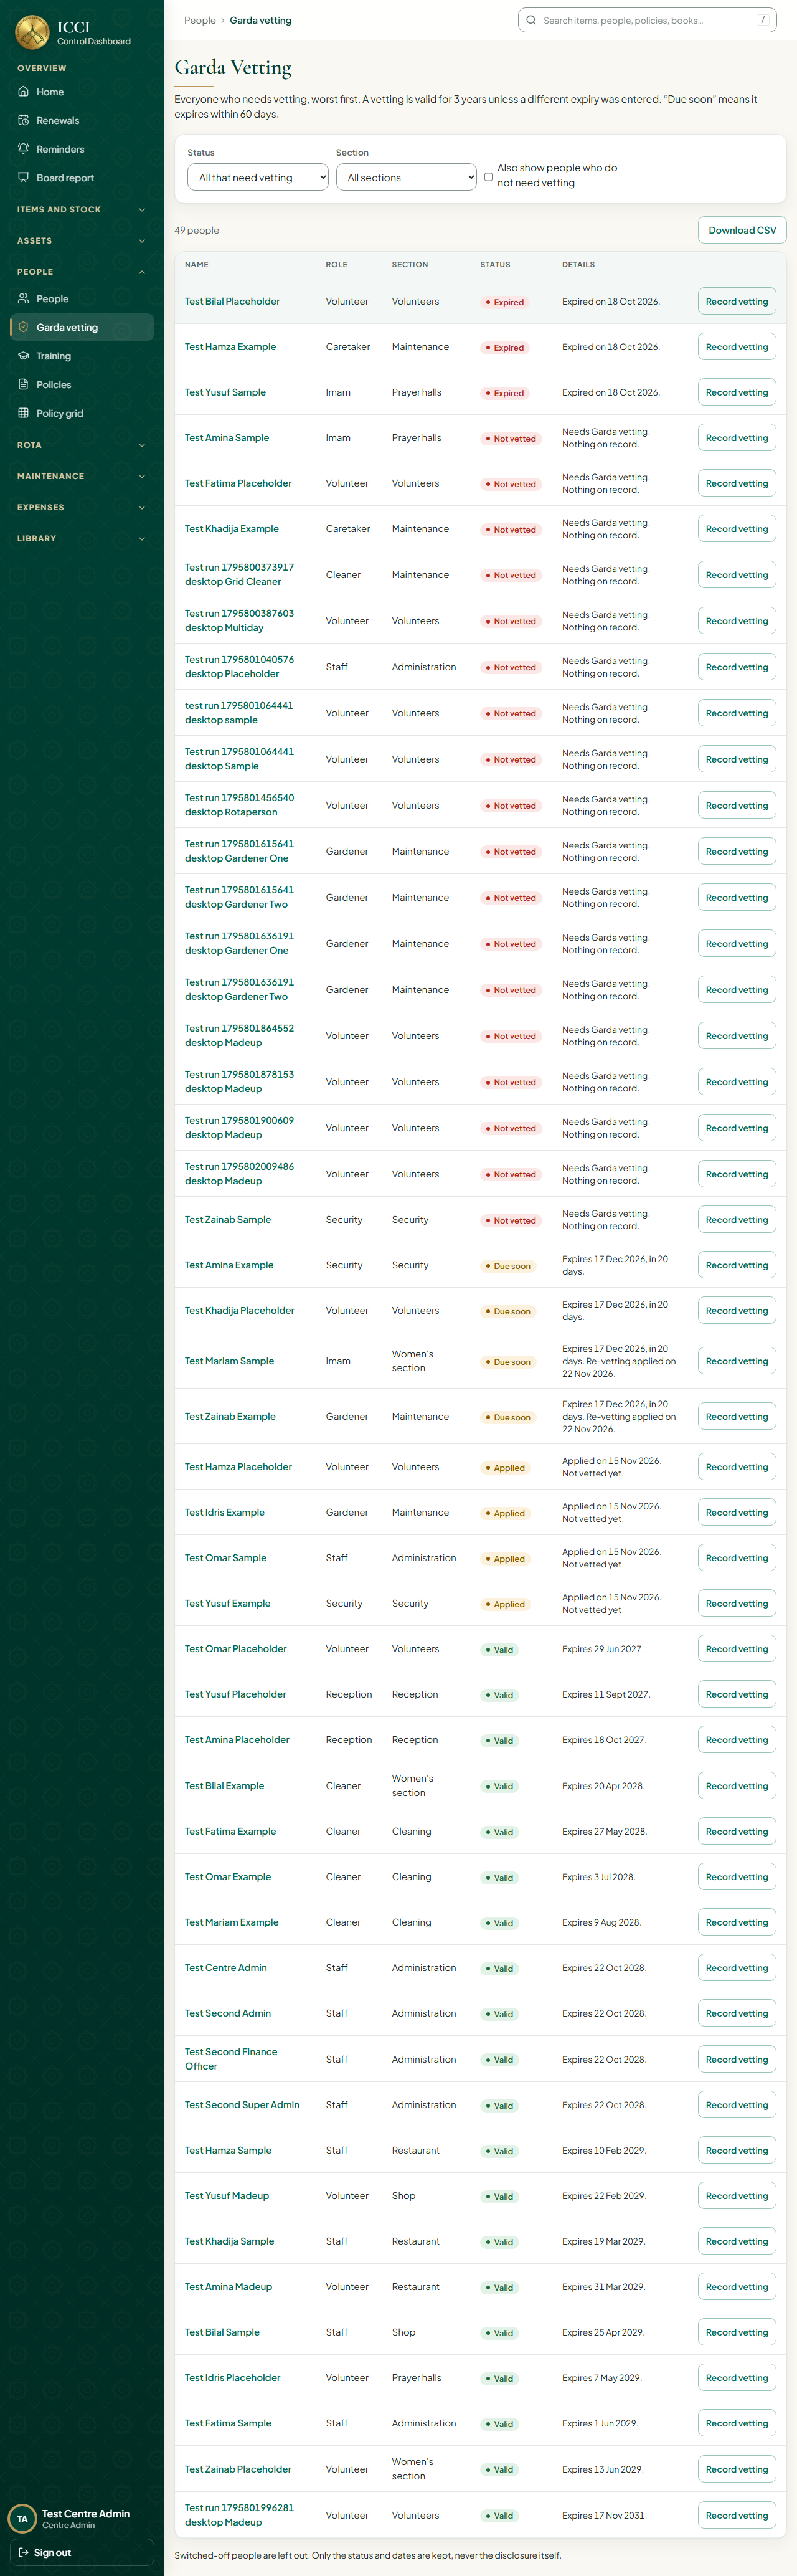 ICCI
Control Dashboard
OVERVIEW
Home
Renewals
Reminders
Board report
ITEMS AND STOCK
ASSETS
PEOPLE
People
Garda vetting
Training
Policies
Policy grid
ROTA
MAINTENANCE
EXPENSES
LIBRARY
TA
Test Centre Admin
Centre Admin
Sign out
People > Garda vetting
Search items, people, policies, books...
/
Garda Vetting
Everyone who needs vetting, worst first. A vetting is valid for 3 years unless a different expiry was entered. “Due soon” means it
expires within 60 days.
Status
All that need vetting
Section
All sections
Also show people who do
not need vetting
49 people
Download CSV
NAME ROLE SECTION STATUS DETAILS
Test Bilal Placeholder Volunteer Volunteers Expired Expired on 18 Oct 2026. Record vetting
Test Hamza Example Caretaker Maintenance Expired Expired on 18 Oct 2026. Record vetting
Test Yusuf Sample Imam Prayer halls Expired Expired on 18 Oct 2026. Record vetting
Test Amina Sample Imam Prayer halls Not vetted Needs Garda vetting. Nothing on record. Record vetting
Test Fatima Placeholder Volunteer Volunteers Not vetted Needs Garda vetting. Nothing on record. Record vetting
Test Khadija Example Caretaker Maintenance Not vetted Needs Garda vetting. Nothing on record. Record vetting
Test run 1795800373917 desktop Grid Cleaner Cleaner Maintenance Not vetted Needs Garda vetting. Nothing on record. Record vetting
Test run 1795800387603 desktop Multiday Volunteer Volunteers Not vetted Needs Garda vetting. Nothing on record. Record vetting
Test run 1795801040576 desktop Placeholder Staff Administration Not vetted Needs Garda vetting. Nothing on record. Record vetting
test run 1795801064441 desktop sample Volunteer Volunteers Not vetted Needs Garda vetting. Nothing on record. Record vetting
Test run 1795801064441 desktop Sample Volunteer Volunteers Not vetted Needs Garda vetting. Nothing on record. Record vetting
Test run 1795801456540 desktop Rotaperson Volunteer Volunteers Not vetted Needs Garda vetting. Nothing on record. Record vetting
Test run 1795801615641 desktop Gardener One Gardener Maintenance Not vetted Needs Garda vetting. Nothing on record. Record vetting
Test run 1795801615641 desktop Gardener Two Gardener Maintenance Not vetted Needs Garda vetting. Nothing on record. Record vetting
Test run 1795801636191 desktop Gardener One Gardener Maintenance Not vetted Needs Garda vetting. Nothing on record. Record vetting
Test run 1795801636191 desktop Gardener Two Gardener Maintenance Not vetted Needs Garda vetting. Nothing on record. Record vetting
Test run 1795801864552 desktop Madeup Volunteer Volunteers Not vetted Needs Garda vetting. Nothing on record. Record vetting
Test run 1795801878153 desktop Madeup Volunteer Volunteers Not vetted Needs Garda vetting. Nothing on record. Record vetting
Test run 1795801900609 desktop Madeup Volunteer Volunteers Not vetted Needs Garda vetting. Nothing on record. Record vetting
Test run 1795802009486 desktop Madeup Volunteer Volunteers Not vetted Needs Garda vetting. Nothing on record. Record vetting
Test Zainab Sample Security Security Not vetted Needs Garda vetting. Nothing on record. Record vetting
Test Amina Example Security Security Due soon Expires 17 Dec 2026, in 20 days. Record vetting
Test Khadija Placeholder Volunteer Volunteers Due soon Expires 17 Dec 2026, in 20 days. Record vetting
Test Mariam Sample Imam Women's section Due soon Expires 17 Dec 2026, in 20 days. Re-vetting applied on 22 Nov 2026. Record vetting
Test Zainab Example Gardener Maintenance Due soon Expires 17 Dec 2026, in 20 days. Re-vetting applied on 22 Nov 2026. Record vetting
Test Hamza Placeholder Volunteer Volunteers Applied Applied on 15 Nov 2026. Not vetted yet. Record vetting
Test Idris Example Gardener Maintenance Applied Applied on 15 Nov 2026. Not vetted yet. Record vetting
Test Omar Sample Staff Administration Applied Applied on 15 Nov 2026. Not vetted yet. Record vetting
Test Yusuf Example Security Security Applied Applied on 15 Nov 2026. Not vetted yet. Record vetting
Test Omar Placeholder Volunteer Volunteers Valid Expires 29 Jun 2027. Record vetting
Test Yusuf Placeholder Reception Reception Valid Expires 11 Sept 2027. Record vetting
Test Amina Placeholder Reception Reception Valid Expires 18 Oct 2027. Record vetting
Test Bilal Example Cleaner Women's section Valid Expires 20 Apr 2028. Record vetting
Test Fatima Example Cleaner Cleaning Valid Expires 27 May 2028. Record vetting
Test Omar Example Cleaner Cleaning Valid Expires 3 Jul 2028. Record vetting
Test Mariam Example Cleaner Cleaning Valid Expires 9 Aug 2028. Record vetting
Test Centre Admin Staff Administration Valid Expires 22 Oct 2028. Record vetting
Test Second Admin Staff Administration Valid Expires 22 Oct 2028. Record vetting
Test Second Finance Officer Staff Administration Valid Expires 22 Oct 2028. Record vetting
Test Second Super Admin Staff Administration Valid Expires 22 Oct 2028. Record vetting
Test Hamza Sample Staff Restaurant Valid Expires 10 Feb 2029. Record vetting
Test Yusuf Madeup Volunteer Shop Valid Expires 22 Feb 2029. Record vetting
Test Khadija Sample Staff Restaurant Valid Expires 19 Mar 2029. Record vetting
Test Amina Madeup Volunteer Restaurant Valid Expires 31 Mar 2029. Record vetting
Test Bilal Sample Staff Shop Valid Expires 25 Apr 2029. Record vetting
Test Idris Placeholder Volunteer Prayer halls Valid Expires 7 May 2029. Record vetting
Test Fatima Sample Staff Administration Valid Expires 1 Jun 2029. Record vetting
Test Zainab Placeholder Volunteer Women's section Valid Expires 13 Jun 2029. Record vetting
Test run 1795801996281 desktop Madeup Volunteer Volunteers Valid Expires 17 Nov 2031. Record vetting
Switched-off people are left out. Only the status and dates are kept, never the disclosure itself.